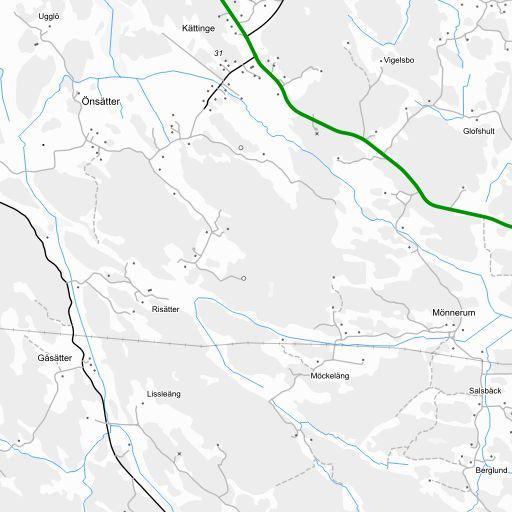 Ugglö
Kättinge
31
Vigelsbo
Önsätter
Glofshult
Risätter
Mönnerum
Gåsätter
Möckeläng
Lissleäng
Salsbäck
Berglund